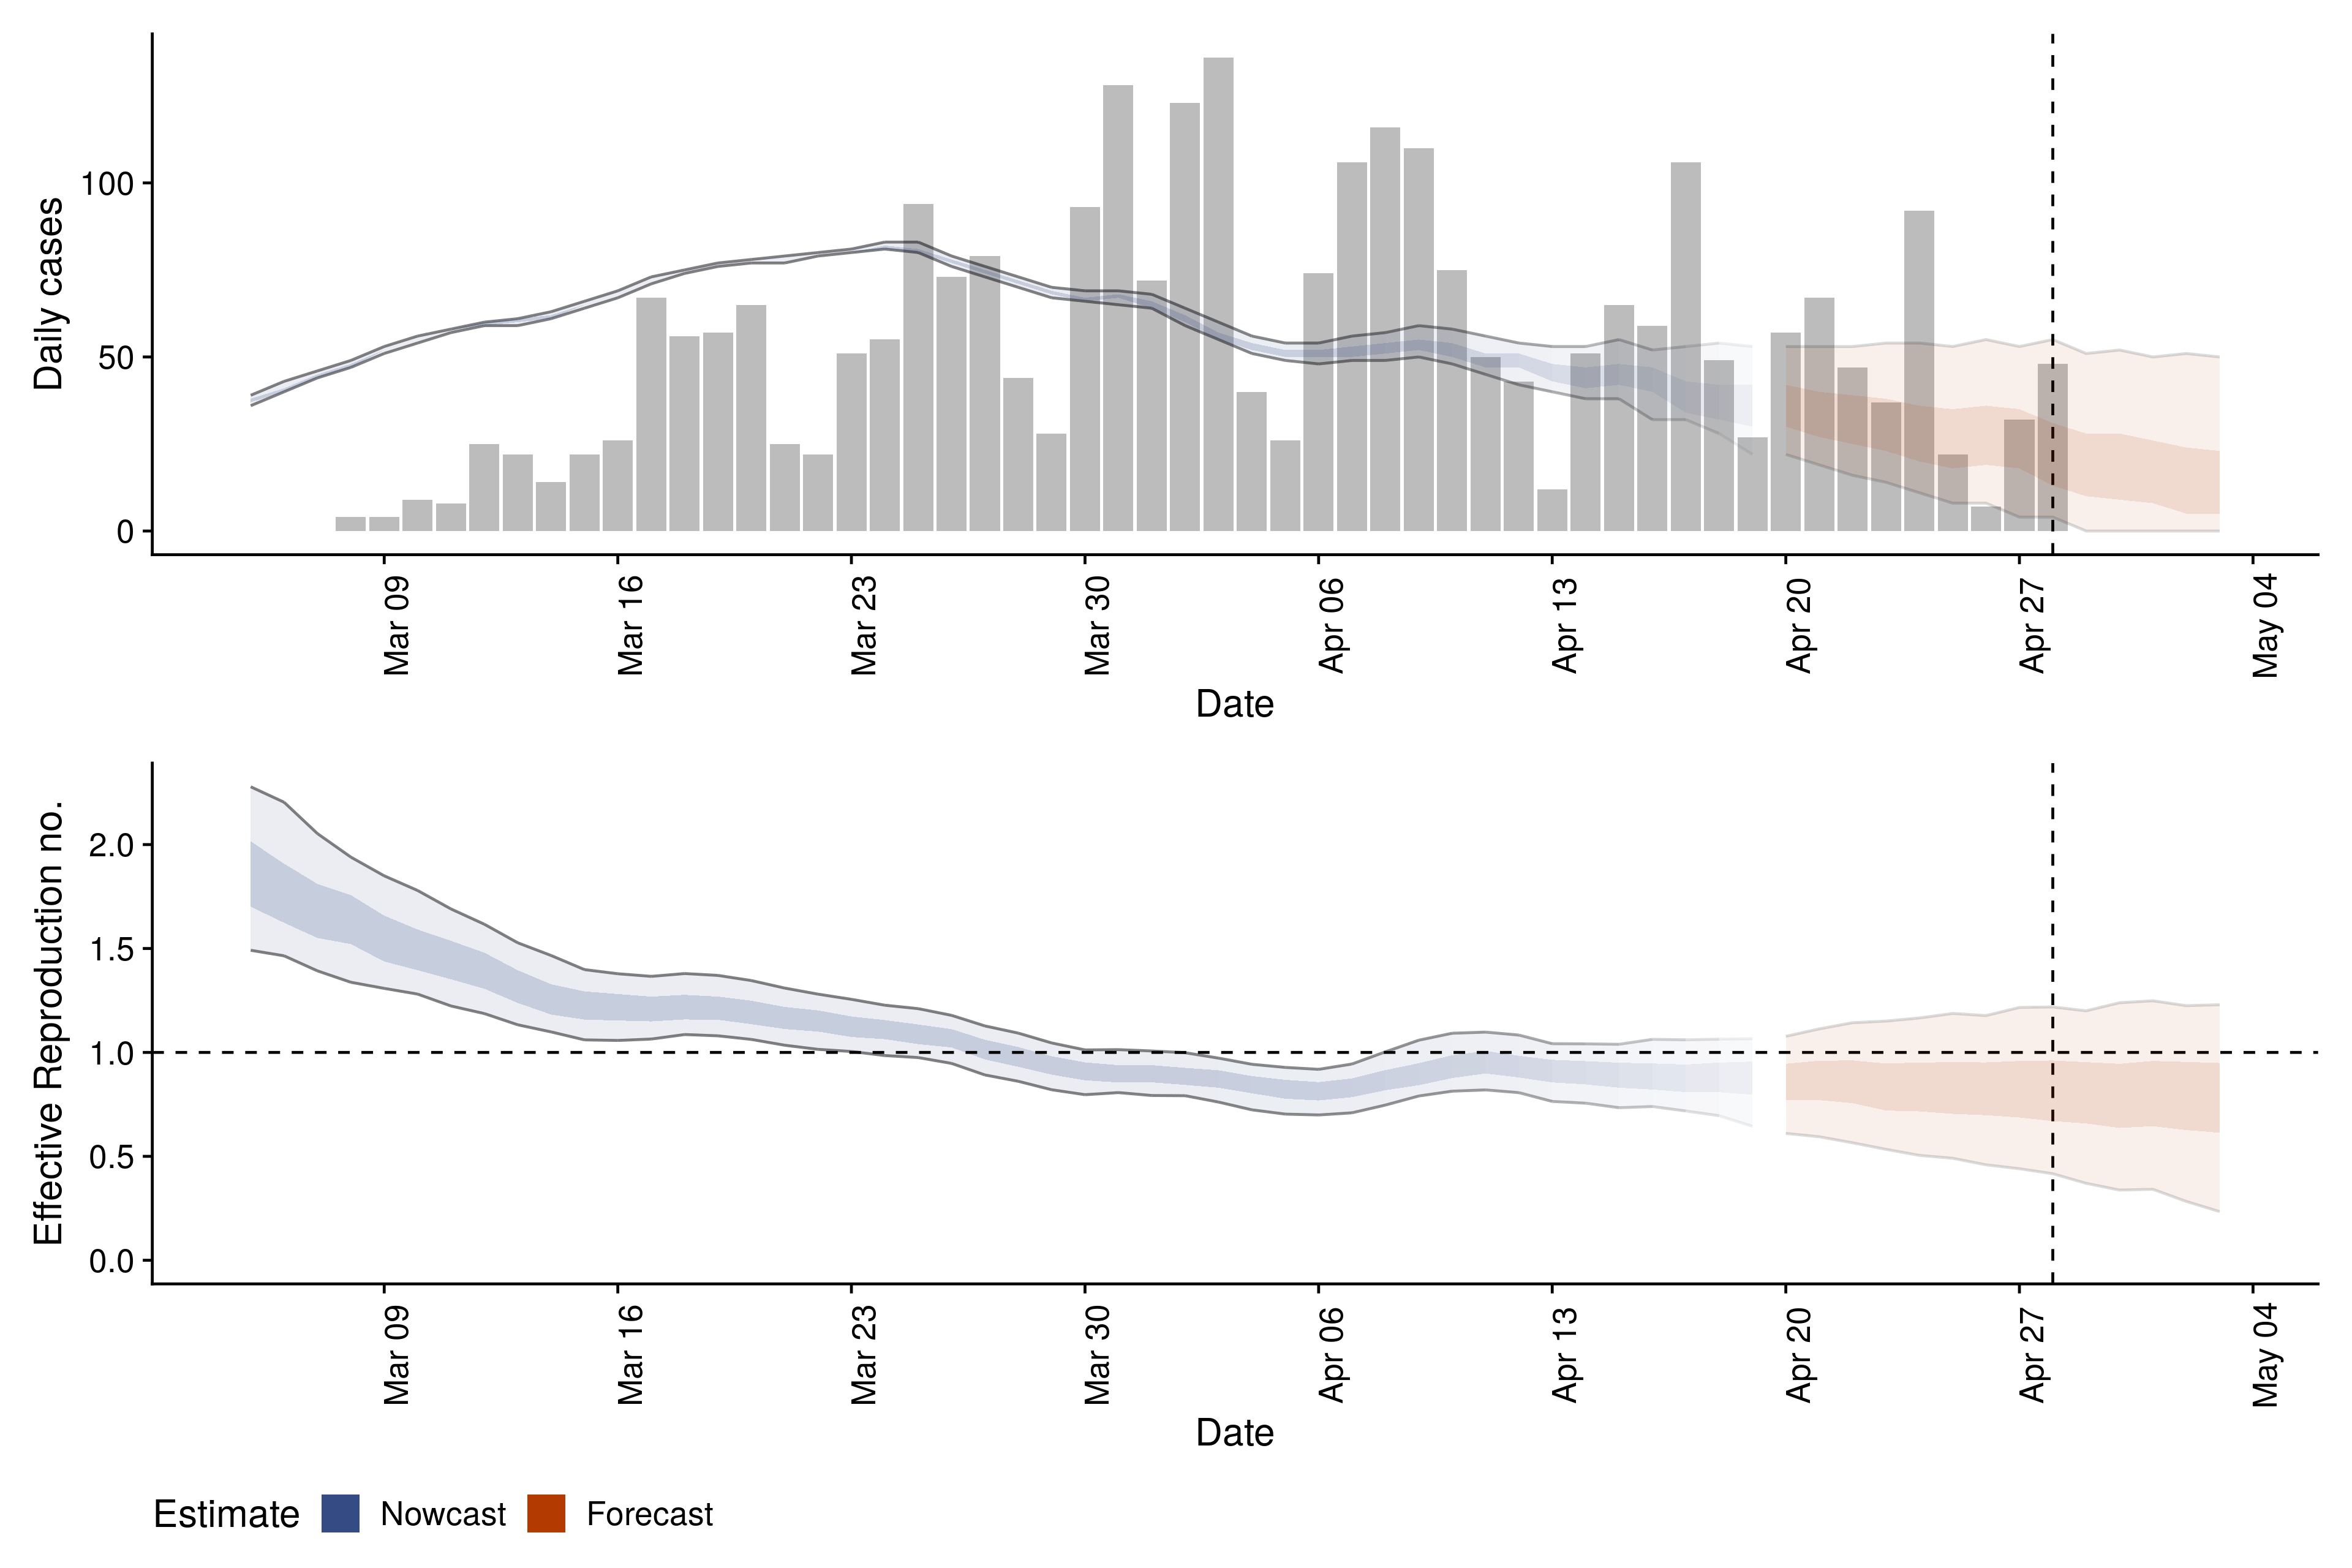 Daily cases
100
50
0
Mar 09
Mar 16
Mar 23
Mar 30
Apr 06
Apr 13
Apr 20
Apr 27
May 04
Date
Effective Reproduction no.
2.0
1.5
1.0
0.5
0.0
Mar 09
Mar 16
Mar 23
Mar 30
Apr 06
Apr 13
Apr 20
Apr 27
May 04
Date
Estimate Nowcast Forecast